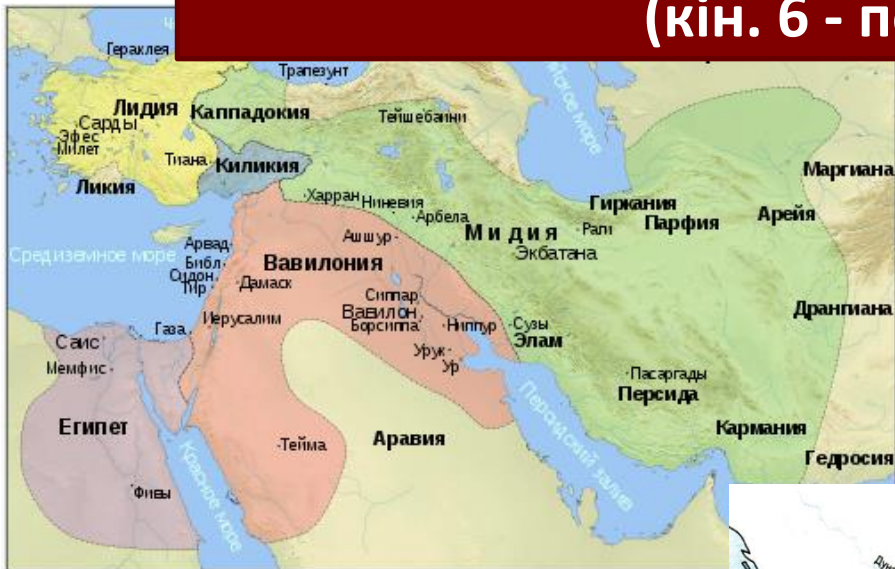 (кін. 6 - п
Гераклея
Трапезунт
Лидия
Каппадокия
Тейшебаини
Сарды
Эфес
Милет
Тиана
Киликия
Маргиана
Ликия
Харран
Ниневия
Гиркания
Арбела
Парфия
Арейя
Мидия
Ашшур
Экбатана
Арвад
Средиземное море
Библ
Вавилония
Сидон
Тир
Дамаск
Сиппар
Вавилон
Дрангиана
Борсиппа
Ниппур
Сузы
Газа
Иерусалим
Элам
Саис
Урук
Ур
Мемфис
Пасаргады
Персида
Египет
Аравия
Персидский залив
Кармания
Тейма
Гедросия
Красное море
Фивы